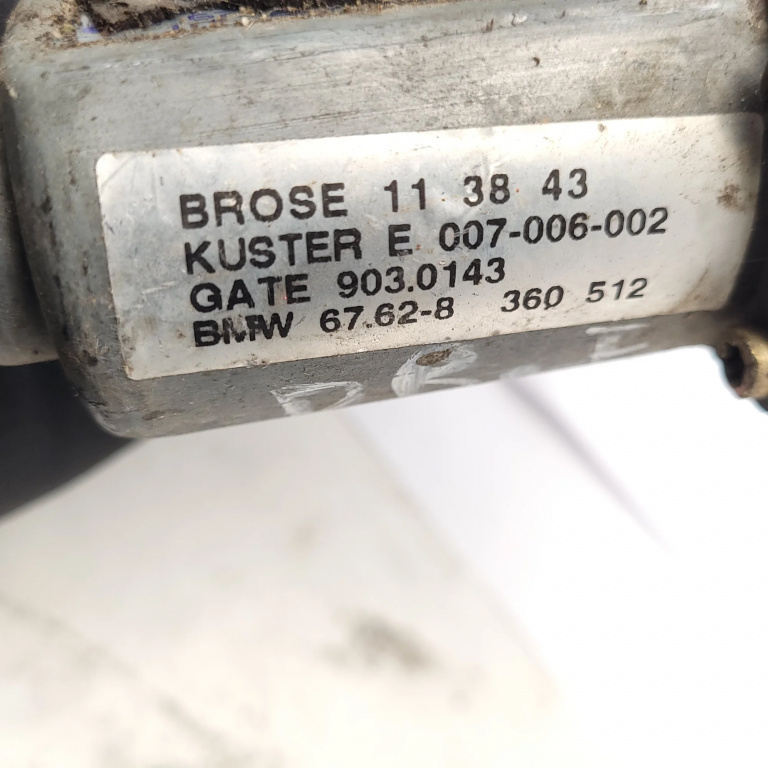 BROSE 11 38 43
KUSTER E 007-006-002
GATE 903.0143
BMW 67.62-8 360 512